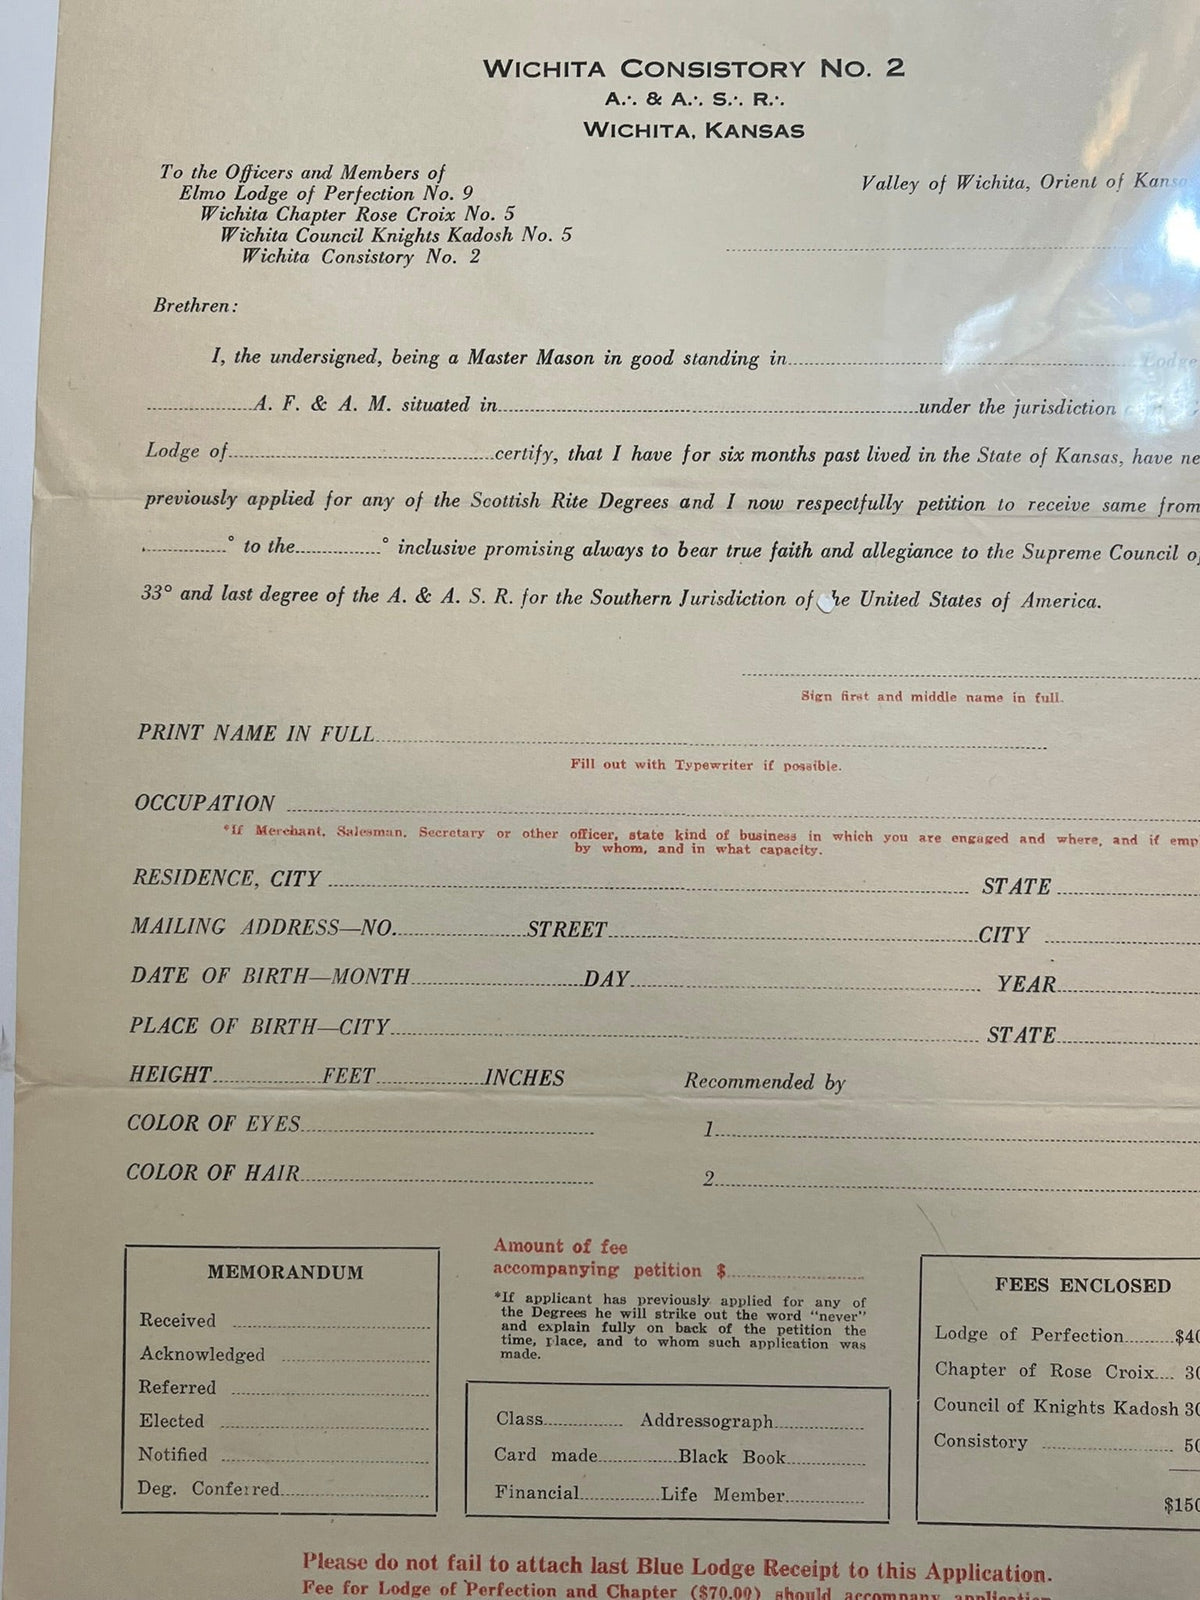 WICHITA CONSISTORY NO. 2
A∴ & A∴ S∴ R∴
WICHITA, KANSAS
To the Officers and Members of
Elmo Lodge of Perfection No. 9
Wichita Chapter Rose Croix No. 5
Wichita Council Knights Kadosh No. 5
Wichita Consistory No. 2
Valley of Wichita, Orient of Kansas
Brethren:
I, the undersigned, being a Master Mason in good standing in Lodge
A. F. & A. M. situated in under the jurisdiction
Lodge of certify, that I have for six months past lived in the State of Kansas, have ne
previously applied for any of the Scottish Rite Degrees and I now respectfully petition to receive same from
° to the ° inclusive promising always to bear true faith and allegiance to the Supreme Council of
33° and last degree of the A. & A. S. R. for the Southern Jurisdiction of he United States of America.
Sign first and middle name in full.
PRINT NAME IN FULL
Fill out with Typewriter if possible.
OCCUPATION
*If Merchant, Salesman, Secretary or other officer, state kind of business in which you are engaged and where, and if emp
by whom, and in what capacity.
RESIDENCE, CITY STATE
MAILING ADDRESS—NO. STREET CITY
DATE OF BIRTH—MONTH DAY YEAR
PLACE OF BIRTH—CITY STATE
HEIGHT FEET INCHES Recommended by
COLOR OF EYES 1
COLOR OF HAIR 2
MEMORANDUM
Received
Acknowledged
Referred
Elected
Notified
Deg. Conferred
Amount of fee
accompanying petition $
*If applicant has previously applied for any of
the Degrees he will strike out the word "never"
and explain fully on back of the petition the
time, place, and to whom such application was
made.
Class Addressograph
Card made Black Book
Financial Life Member
FEES ENCLOSED
Lodge of Perfection $40
Chapter of Rose Croix 30
Council of Knights Kadosh 30
Consistory 50
$150
Please do not fail to attach last Blue Lodge Receipt to this Application.
Fee for Lodge of Perfection and Chapter ($70.00) should accompany application